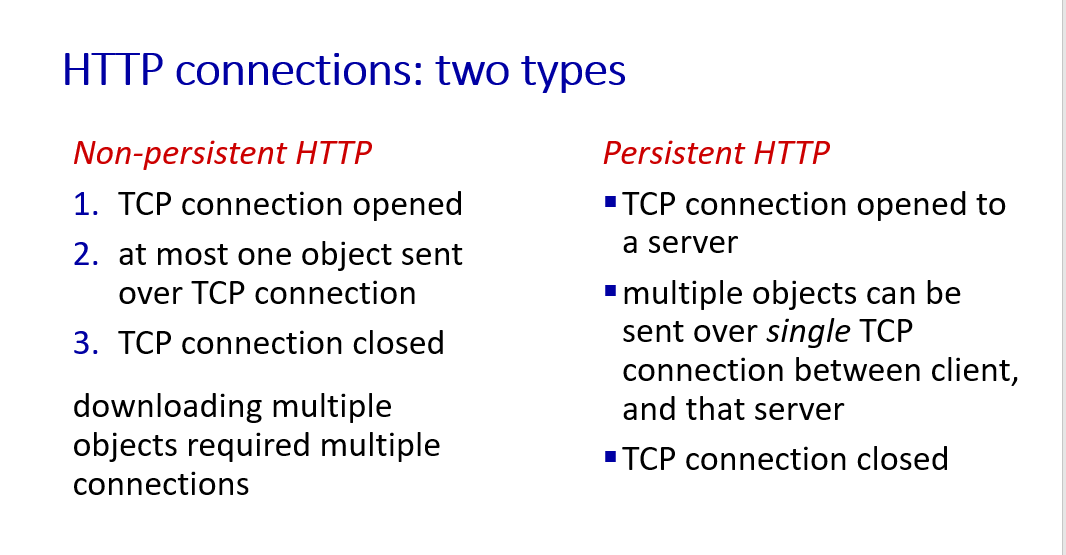 HTTP connections: two types
Non-persistent HTTP
1. TCP connection opened
2. at most one object sent
over TCP connection
3. TCP connection closed
downloading multiple
objects required multiple
connections
Persistent HTTP
▪TCP connection opened to
a server
▪multiple objects can be
sent over single TCP
connection between client,
and that server
▪TCP connection closed